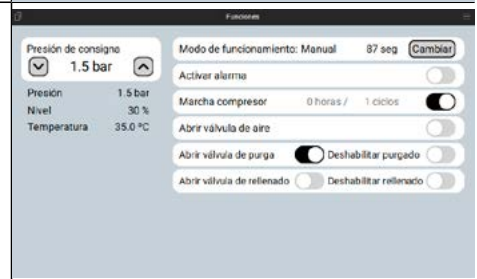 Funciones
Presión de consigna
1.5 bar
Presión 1.5 bar
Nivel 30 %
Temperatura 35.0 ºC
Modo de funcionamiento: Manual 87 seg Cambiar
Activar alarma
Marcha compresor 0 horas / 1 ciclos
Abrir válvula de aire
Abrir válvula de purga Deshabilitar purgado
Abrir válvula de rellenado Deshabilitar rellenado